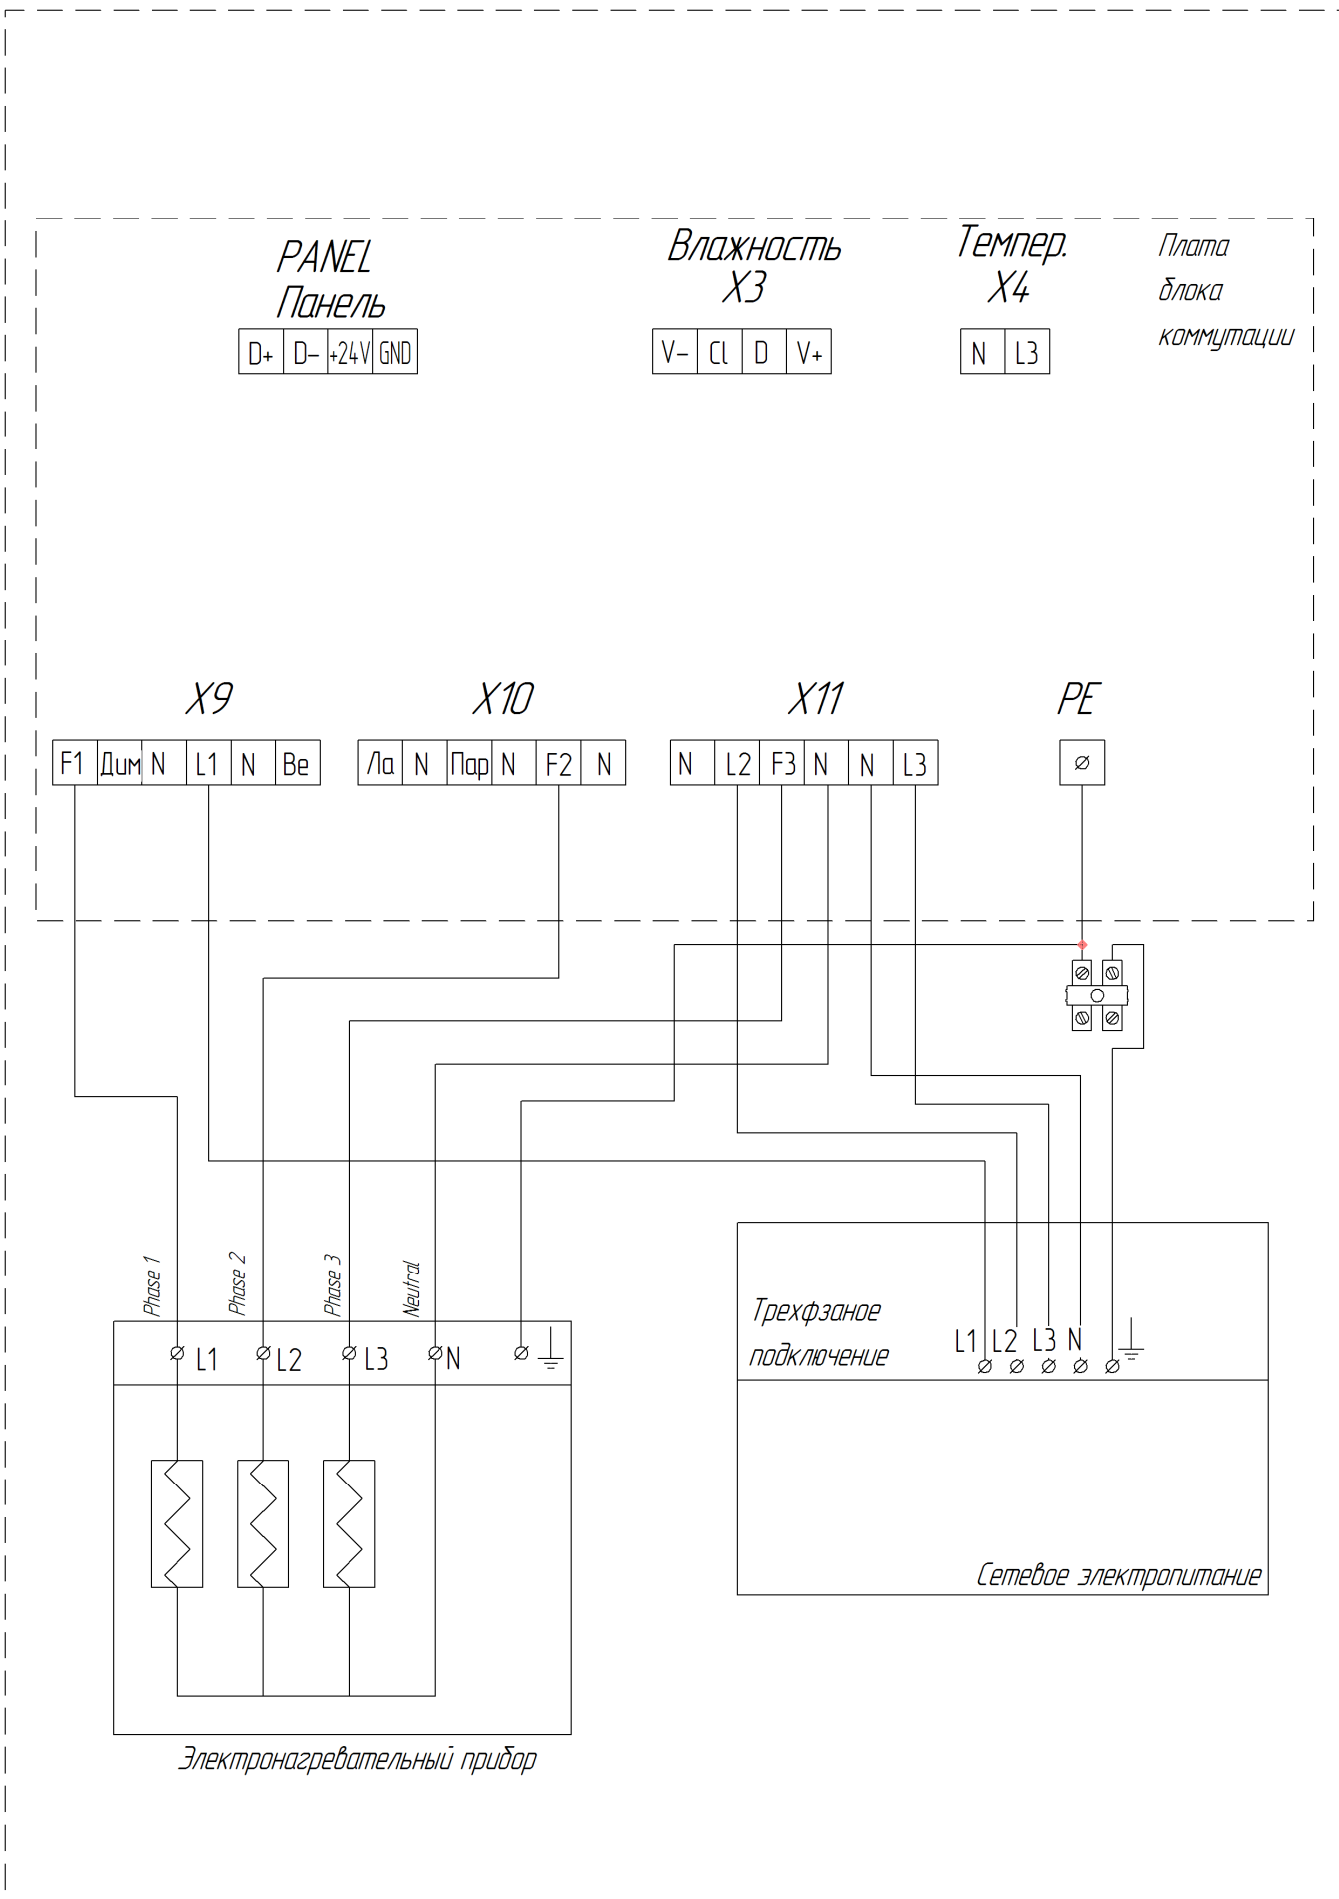 PANEL
Панель
D+ D- +24V GND
Влажность
X3
V- Cl D V+
Темпер.
X4
N L3
Плата
блока
коммутации
X9
F1 Дим N L1 N Ве
X10
Ла N Пар N F2 N
X11
N L2 F3 N N L3
PE
Phase 1
Phase 2
Phase 3
Neutral
L1 L2 L3 N
Электронагревательный прибор
Трехфзаное
подключение
L1 L2 L3 N
Сетевое электропитание